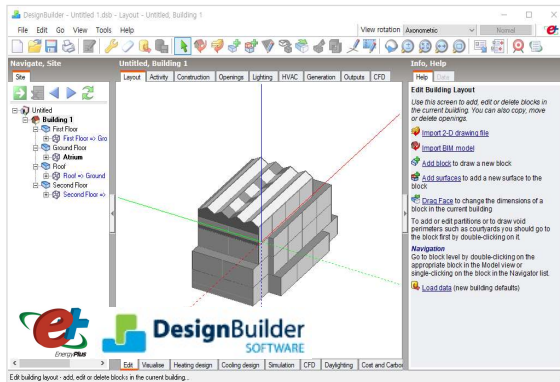 DesignBuilder - Untitled 1.dsb - Layout - Untitled, Building 1
File Edit Go View Tools Help
View rotation Axonometric Normal
Navigate, Site
Untitled, Building 1
Info, Help
Site
Layout Activity Construction Openings Lighting HVAC Generation Outputs CFD
Help Data
Untitled
Building 1
First Floor
First Floor => Gro
Ground Floor
Atrium
Roof
Roof => Ground
Second Floor
Second Floor =>
Edit Building Layout
Use this screen to add, edit or delete blocks in
the current building. You can also copy, move
or delete openings.
Import 2-D drawing file
Import BIM model
Add block to draw a new block
Add surfaces to add a new surface to the
block
Drag Face to change the dimensions of a
block in the current building
To add or edit partitions or to draw void
perimeters such as courtyards you should go to
the block first by double-clicking on it.
Navigation
Go to block level by double-clicking on the
appropriate block in the Model view or
single-clicking on the block in the Navigator list.
Load data (new building defaults)
EnergyPlus
DesignBuilder
SOFTWARE
Edit Visualise Heating design Cooling design Simulation CFD Daylighting Cost and Carbo
Edit building layout - add, edit or delete blocks in the current building...